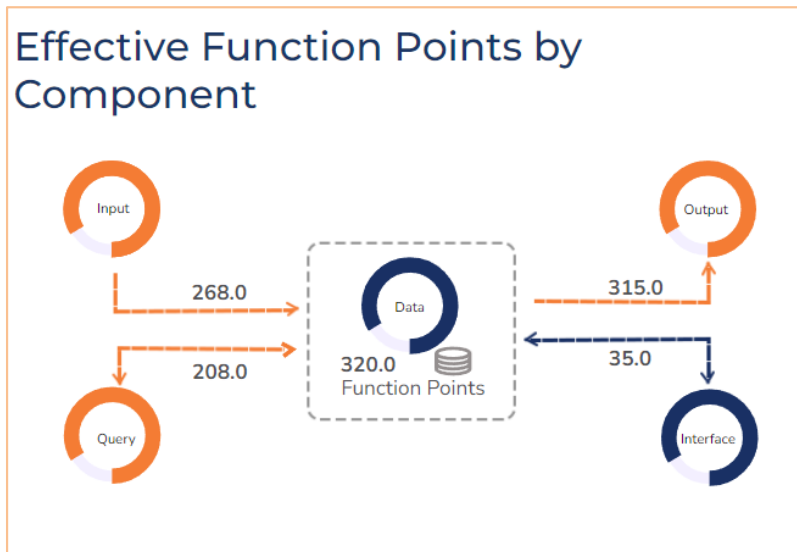 Effective Function Points by
Component
Input
Output
268.0
Data
315.0
208.0
320.0
Function Points
35.0
Query
Interface